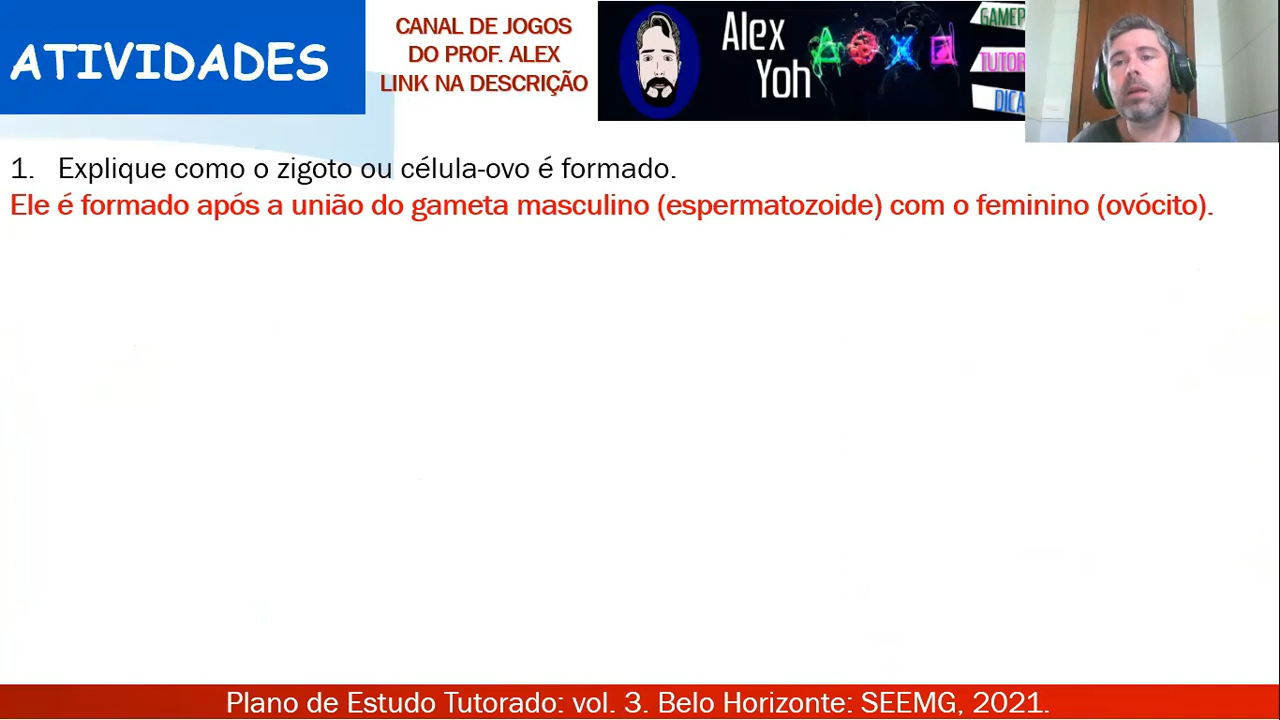 ATIVIDADES
CANAL DE JOGOS
DO PROF. ALEX
LINK NA DESCRIÇÃO
Alex
Yoh
1. Explique como o zigoto ou célula-ovo é formado.
Ele é formado após a união do gameta masculino (espermatozoide) com o feminino (ovócito).
Plano de Estudo Tutorado: vol. 3. Belo Horizonte: SEEMG, 2021.